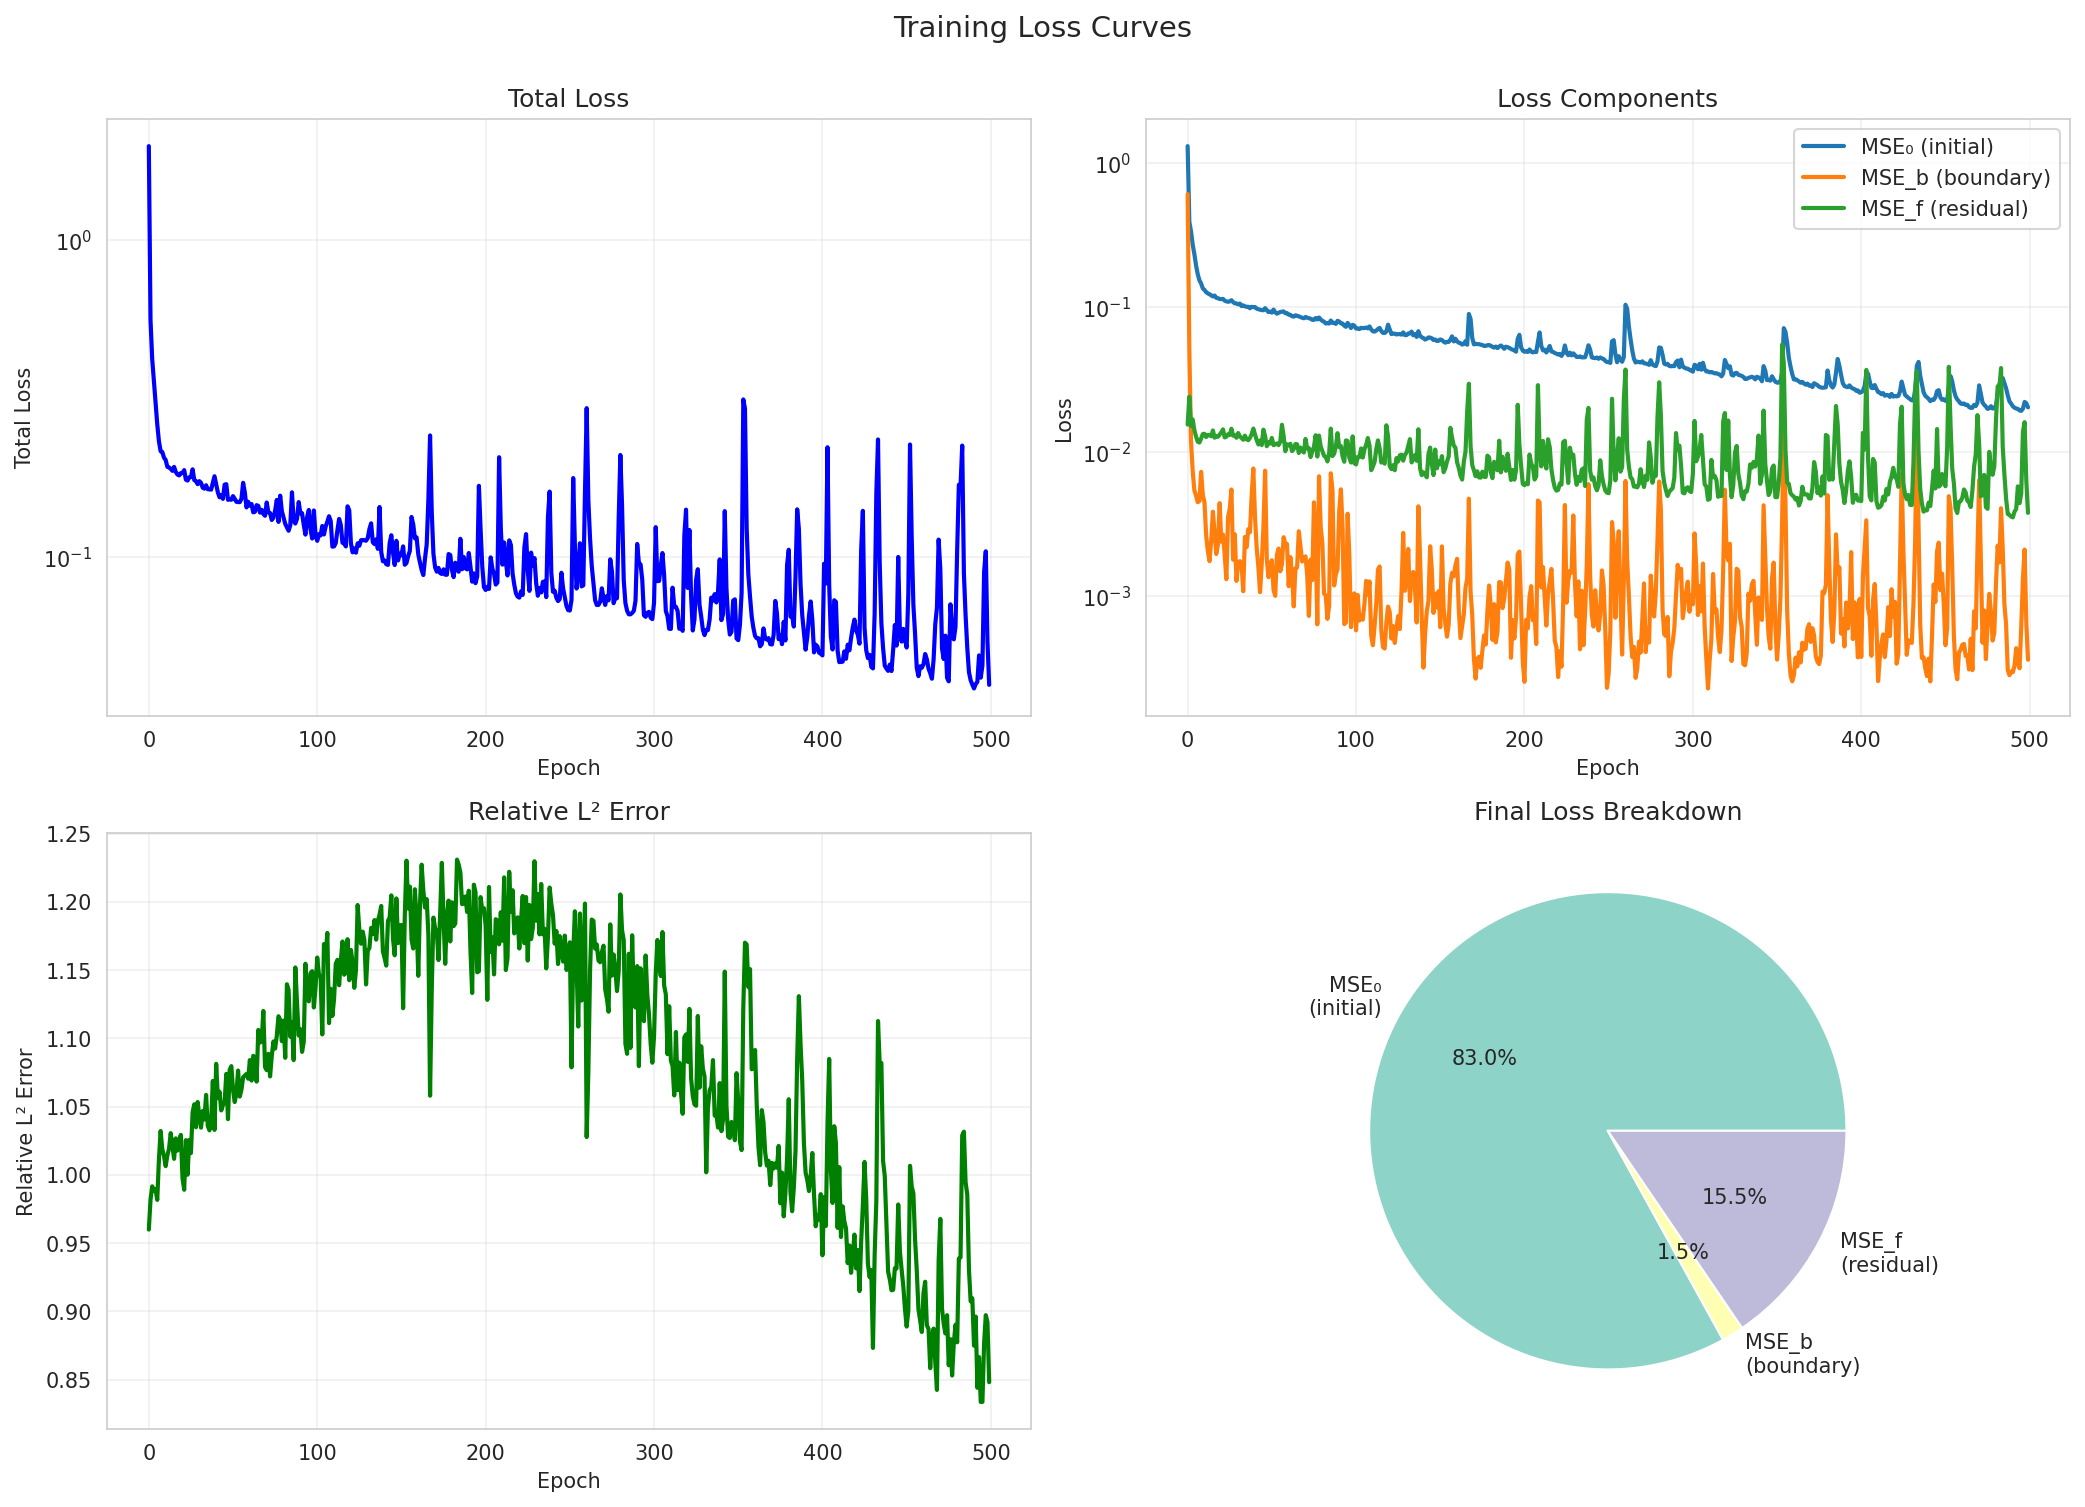 Training Loss Curves
Total Loss
Total Loss
10⁰
10⁻¹
0 100 200 300 400 500
Epoch
Loss Components
Loss
10⁰
10⁻¹
10⁻²
10⁻³
MSE₀ (initial)
MSE_b (boundary)
MSE_f (residual)
0 100 200 300 400 500
Epoch
Relative L² Error
Relative L² Error
1.25
1.20
1.15
1.10
1.05
1.00
0.95
0.90
0.85
0 100 200 300 400 500
Epoch
Final Loss Breakdown
MSE₀
(initial)
83.0%
15.5%
1.5%
MSE_f
(residual)
MSE_b
(boundary)